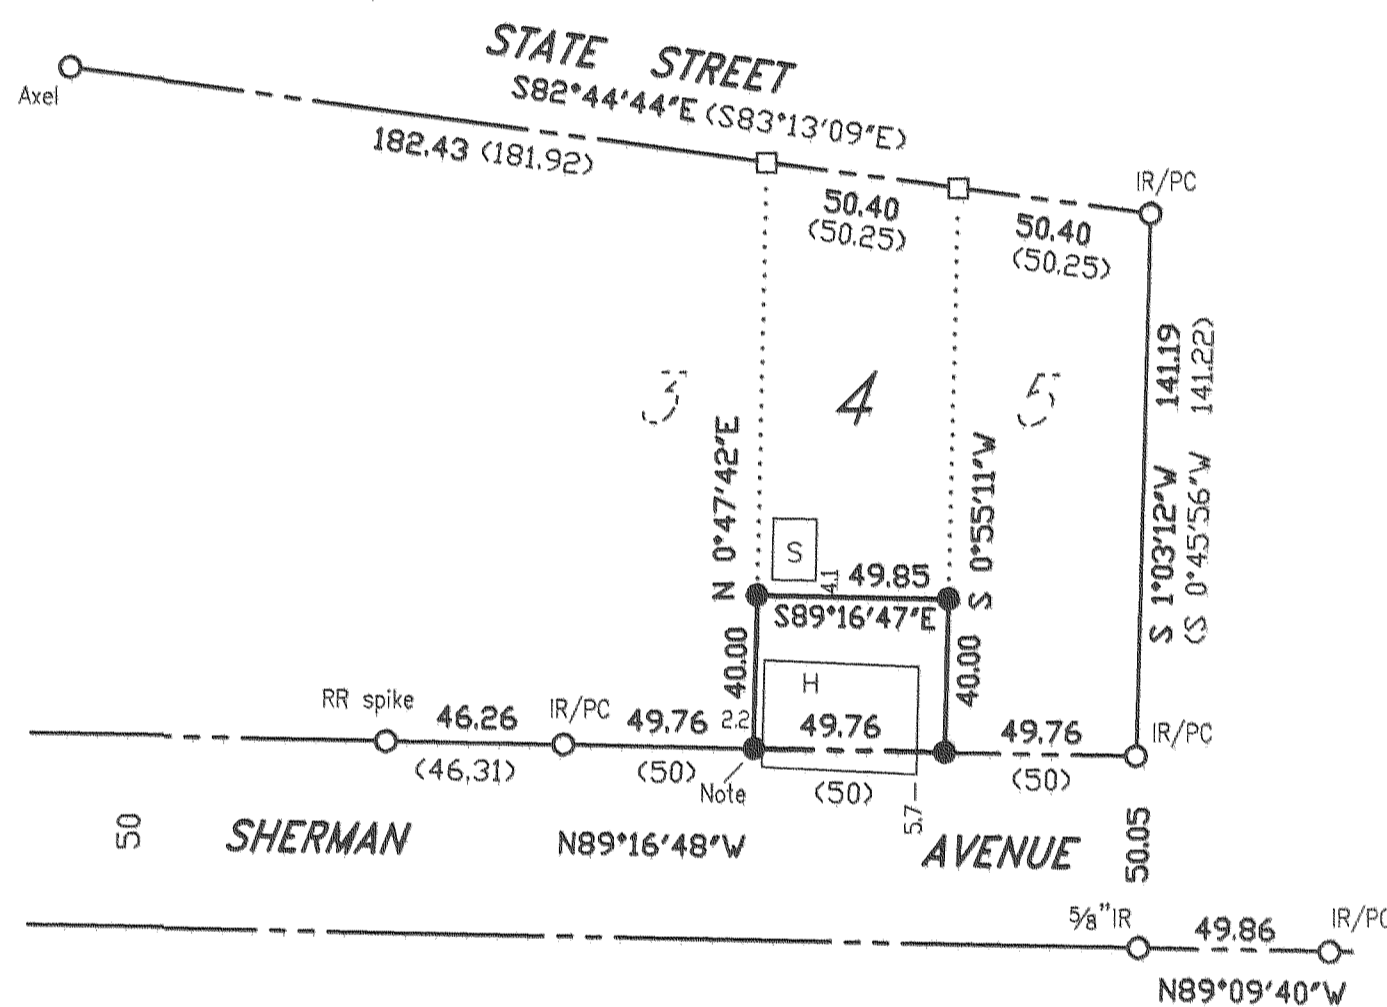 STATE STREET
S82°44'44"E (S83°13'09"E)
Axel
182.43 (181.92)
IR/PC
50.40
(50.25)
50.40
(50.25)
141.19
(S 0°45'56"W 141.22)
S 1°03'12"W
3
4
5
N 0°47'42"E
S 0°55'11"W
S
4.1
49.85
S89°16'47"E
40.00
40.00
H
RR spike
46.26
(46.31)
IR/PC
49.76
(50)
2.2
49.76
(50)
49.76
(50)
IR/PC
Note
5.7
50
SHERMAN AVENUE
N89°16'48"W
50.05
5/8"IR
49.86
IR/PC
N89°09'40"W